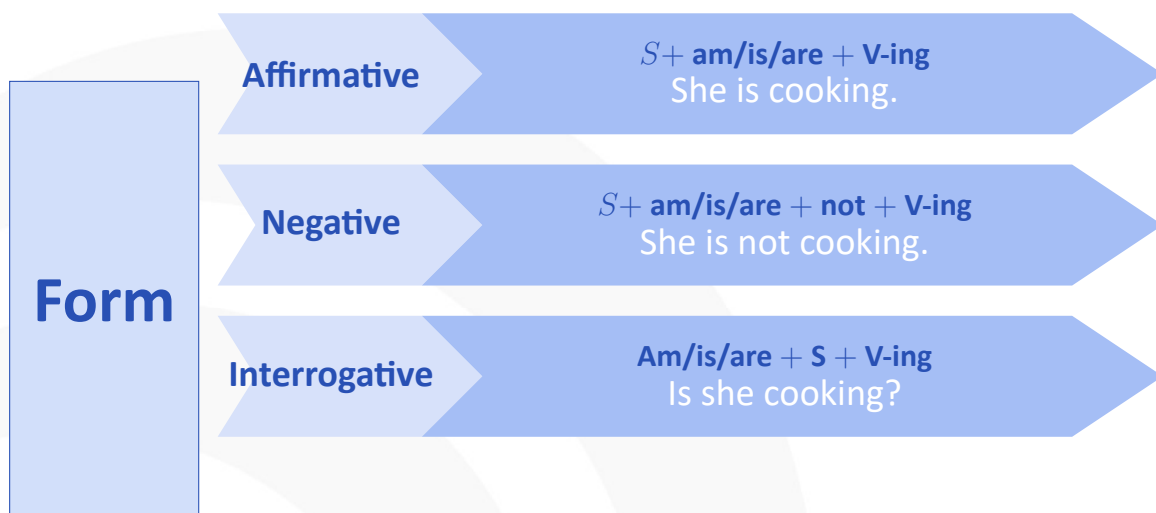 Form
Affirmative
S+ am/is/are + V-ing
She is cooking.
Negative
S+ am/is/are + not + V-ing
She is not cooking.
Interrogative
Am/is/are + S + V-ing
Is she cooking?